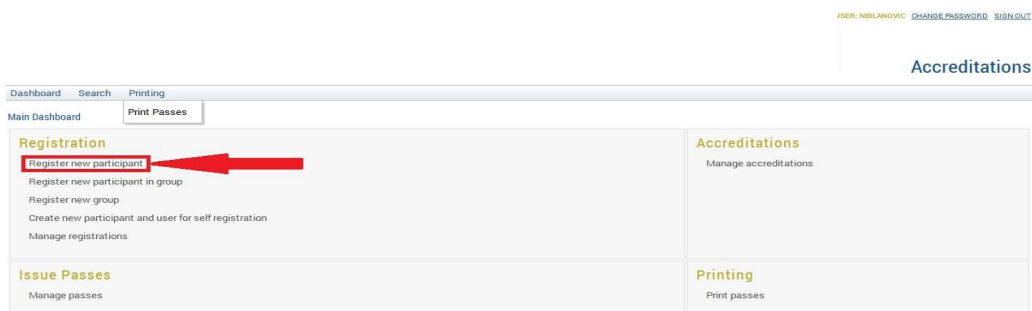 USER: NBILANOVIC CHANGE PASSWORD SIGN OUT
Accreditations
Dashboard Search Printing
Print Passes
Main Dashboard
Registration
Register new participant
Register new participant in group
Register new group
Create new participant and user for self registration
Manage registrations
Accreditations
Manage accreditations
Issue Passes
Manage passes
Printing
Print passes